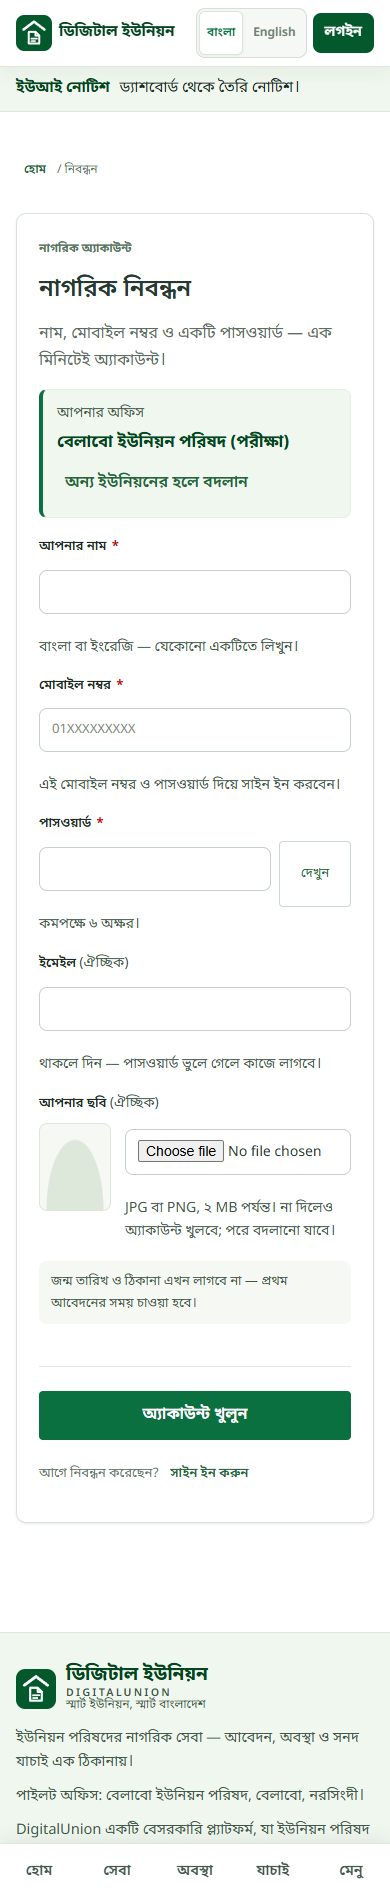 ডিজিটাল ইউনিয়ন
বাংলা
English
লগইন
ইউআই নোটিশ ড্যাশবোর্ড থেকে তৈরি নোটিশ।
হোম / নিবন্ধন
নাগরিক অ্যাকাউন্ট
নাগরিক নিবন্ধন
নাম, মোবাইল নম্বর ও একটি পাসওয়ার্ড — এক
মিনিটেই অ্যাকাউন্ট।
আপনার অফিস
বেলাবো ইউনিয়ন পরিষদ (পরীক্ষা)
অন্য ইউনিয়নের হলে বদলান
আপনার নাম *
বাংলা বা ইংরেজি — যেকোনো একটিতে লিখুন।
মোবাইল নম্বর *
01XXXXXXXXX
এই মোবাইল নম্বর ও পাসওয়ার্ড দিয়ে সাইন ইন করবেন।
পাসওয়ার্ড *
দেখুন
কমপক্ষে ৬ অক্ষর।
ইমেইল (ঐচ্ছিক)
থাকলে দিন — পাসওয়ার্ড ভুলে গেলে কাজে লাগবে।
আপনার ছবি (ঐচ্ছিক)
Choose file No file chosen
JPG বা PNG, ২ MB পর্যন্ত। না দিলেও
অ্যাকাউন্ট খুলবে; পরে বদলানো যাবে।
জন্ম তারিখ ও ঠিকানা এখন লাগবে না — প্রথম
আবেদনের সময় চাওয়া হবে।
অ্যাকাউন্ট খুলুন
আগে নিবন্ধন করেছেন? সাইন ইন করুন
ডিজিটাল ইউনিয়ন
DIGITALUNION
স্মার্ট ইউনিয়ন, স্মার্ট বাংলাদেশ
ইউনিয়ন পরিষদের নাগরিক সেবা — আবেদন, অবস্থা ও সনদ
যাচাই এক ঠিকানায়।
পাইলট অফিস: বেলাবো ইউনিয়ন পরিষদ, বেলাবো, নরসিংদী।
DigitalUnion একটি বেসরকারি প্ল্যাটফর্ম, যা ইউনিয়ন পরিষদ
হোম
সেবা
অবস্থা
যাচাই
মেনু